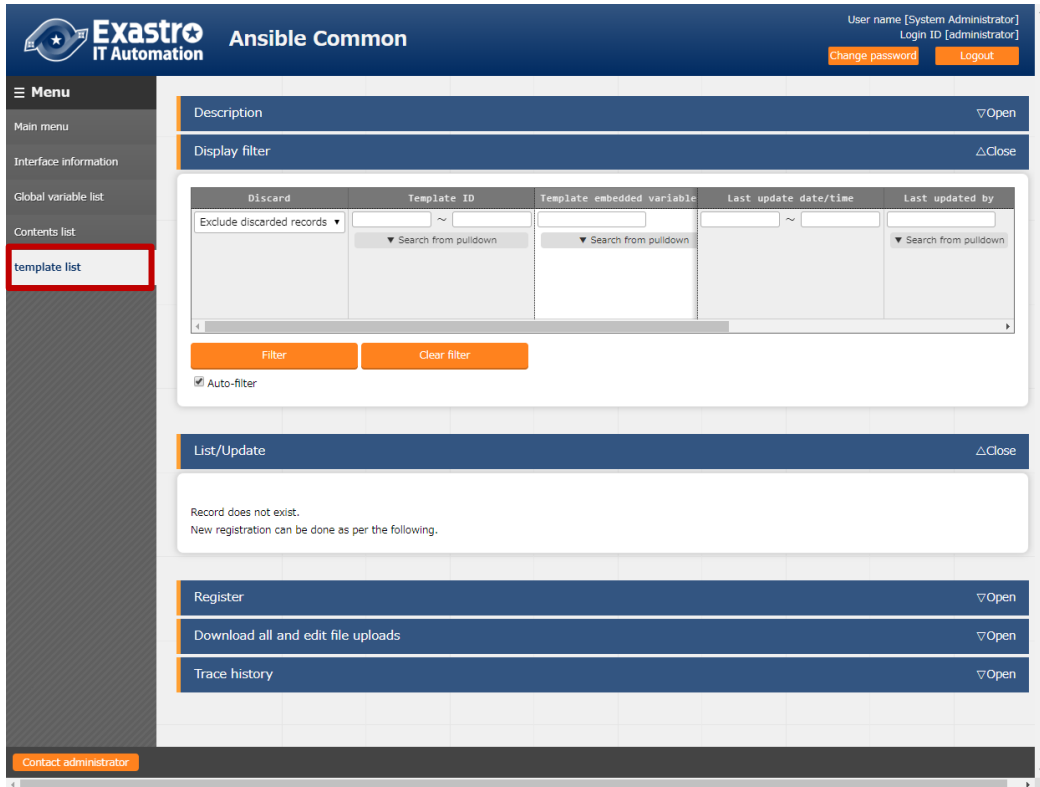 Exastro
IT Automation
Ansible Common
User name [System Administrator]
Login ID [administrator]
Change password
Logout
☰ Menu
Main menu
Interface information
Global variable list
Contents list
template list
Description
▽Open
Display filter
△Close
Discard
Template ID
Template embedded variable
Last update date/time
Last updated by
Exclude discarded records ▼
~
~
▼ Search from pulldown
▼ Search from pulldown
▼ Search from pulldown
Filter
Clear filter
Auto-filter
List/Update
△Close
Record does not exist.
New registration can be done as per the following.
Register
▽Open
Download all and edit file uploads
▽Open
Trace history
▽Open
Contact administrator